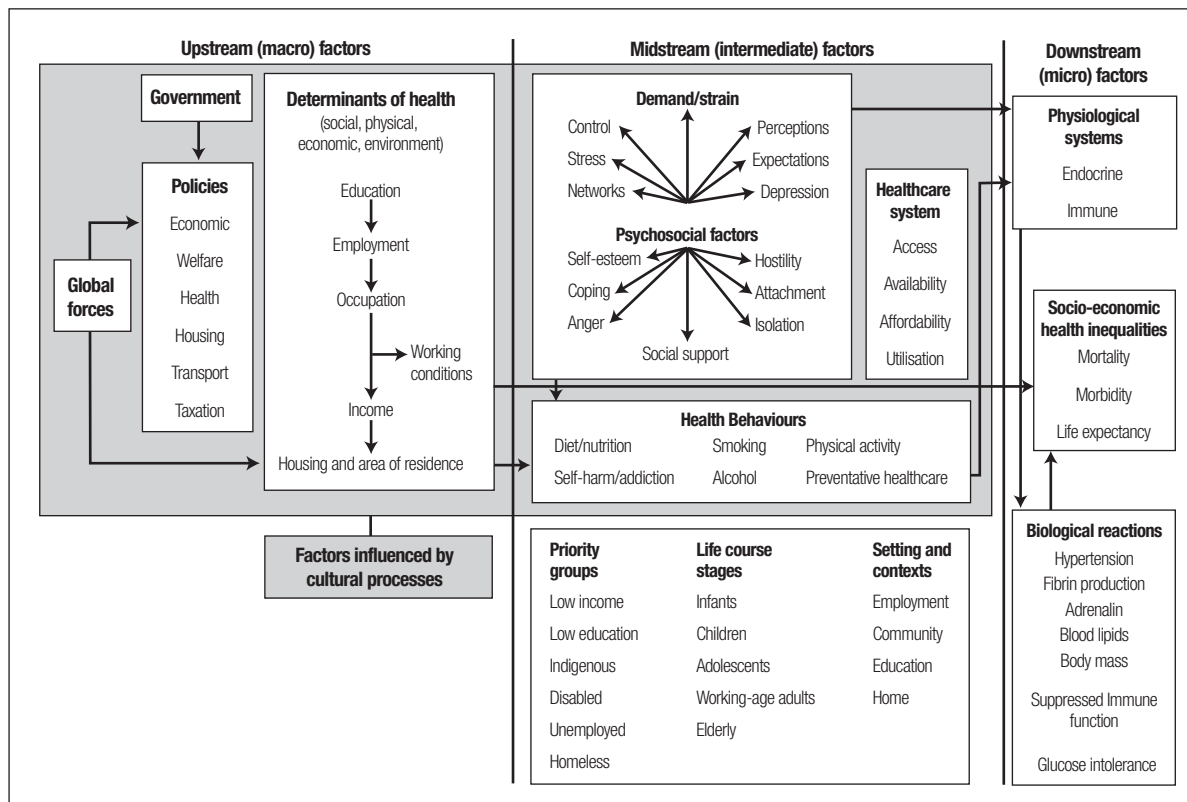 Upstream (macro) factors
Midstream (intermediate) factors
Downstream
(micro) factors
Government
Policies
Economic
Welfare
Health
Housing
Transport
Taxation
Global
forces
Determinants of health
(social, physical,
economic, environment)
Education
Employment
Occupation
Working
conditions
Income
Housing and area of residence
Factors influenced by
cultural processes
Demand/strain
Control
Perceptions
Stress
Expectations
Networks
Depression
Psychosocial factors
Self-esteem
Hostility
Coping
Attachment
Anger
Isolation
Social support
Healthcare
system
Access
Availability
Affordability
Utilisation
Health Behaviours
Diet/nutrition
Smoking
Physical activity
Self-harm/addiction
Alcohol
Preventative healthcare
Priority
groups
Low income
Low education
Indigenous
Disabled
Unemployed
Homeless
Life course
stages
Infants
Children
Adolescents
Working-age adults
Elderly
Setting and
contexts
Employment
Community
Education
Home
Physiological
systems
Endocrine
Immune
Socio-economic
health inequalities
Mortality
Morbidity
Life expectancy
Biological reactions
Hypertension
Fibrin production
Adrenalin
Blood lipids
Body mass
Suppressed Immune
function
Glucose intolerance